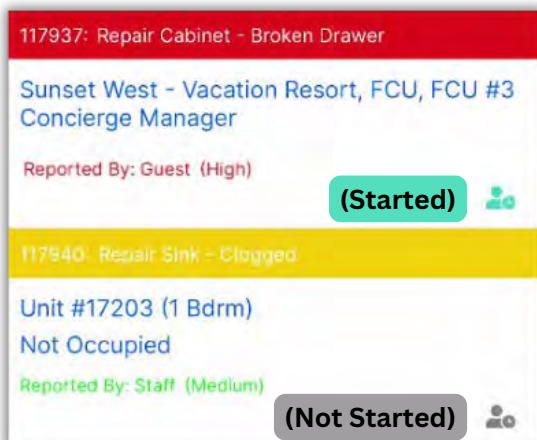 117937: Repair Cabinet - Broken Drawer
Sunset West - Vacation Resort, FCU, FCU #3
Concierge Manager
Reported By: Guest (High)
(Started)
117940: Repair Sink - Clogged
Unit #17203 (1 Bdrm)
Not Occupied
Reported By: Staff (Medium)
(Not Started)